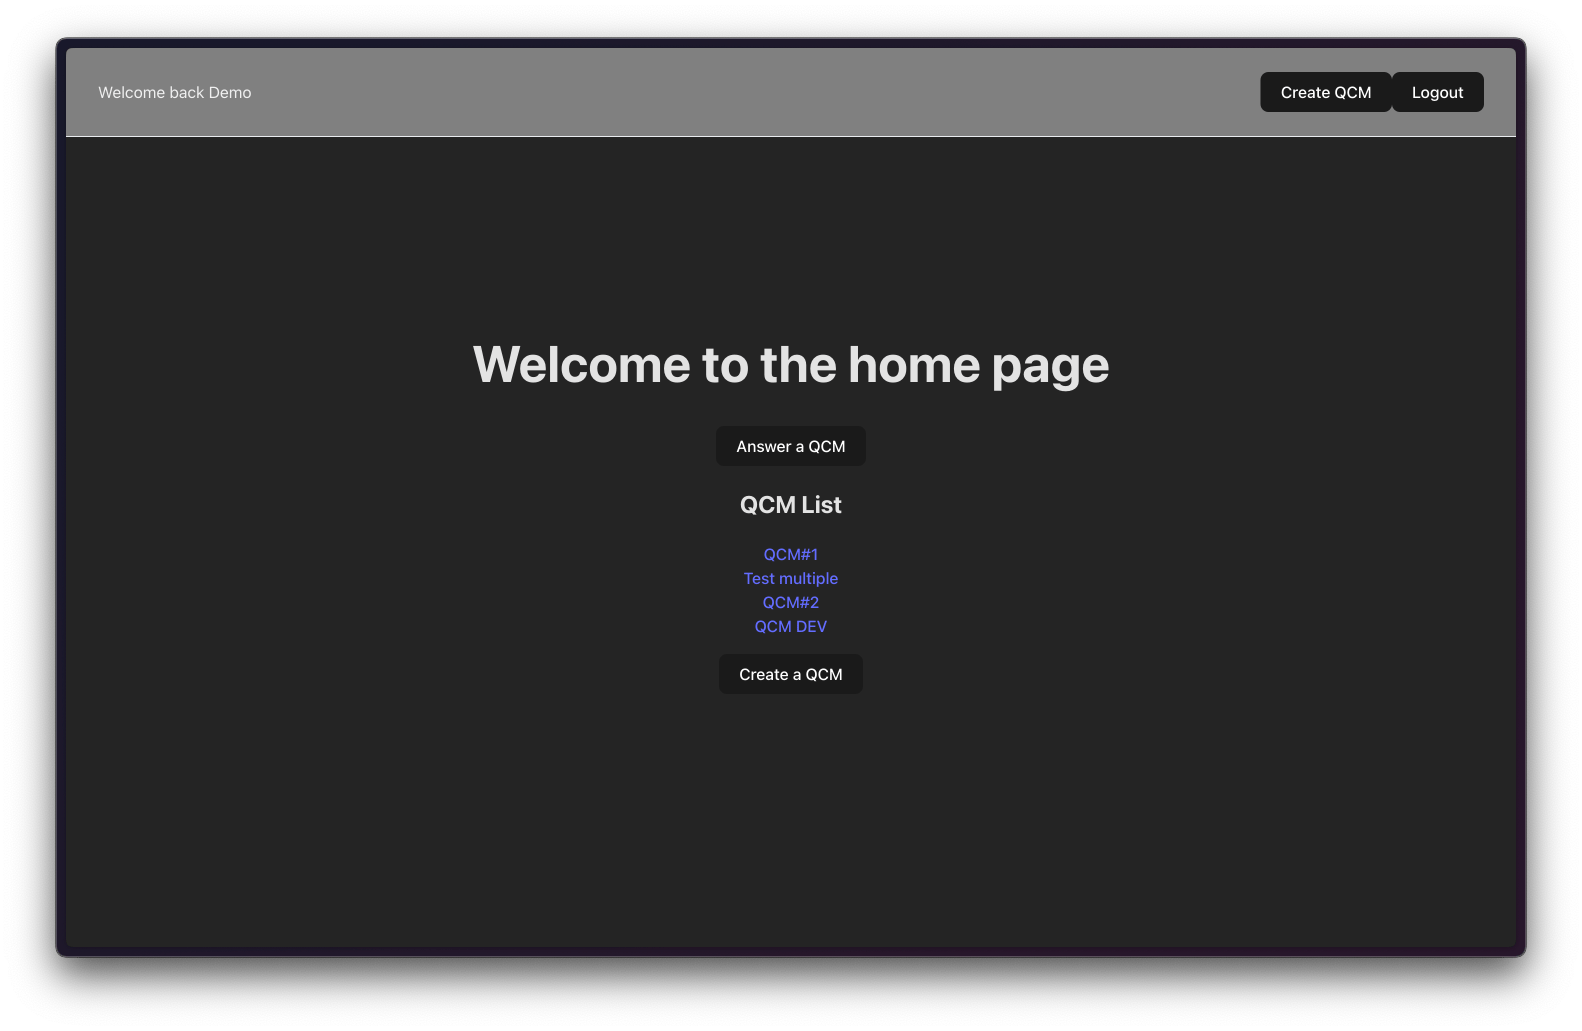 Welcome back Demo
Create QCM
Logout
Welcome to the home page
Answer a QCM
QCM List
QCM#1
Test multiple
QCM#2
QCM DEV
Create a QCM